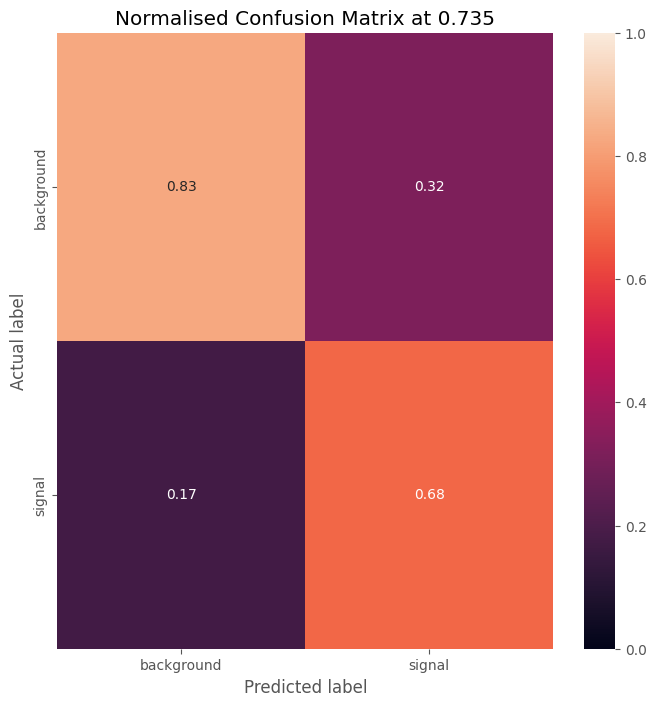 Normalised Confusion Matrix at 0.735
Actual label
background
signal
0.83
0.32
0.17
0.68
background
signal
Predicted label
1.0
0.8
0.6
0.4
0.2
0.0